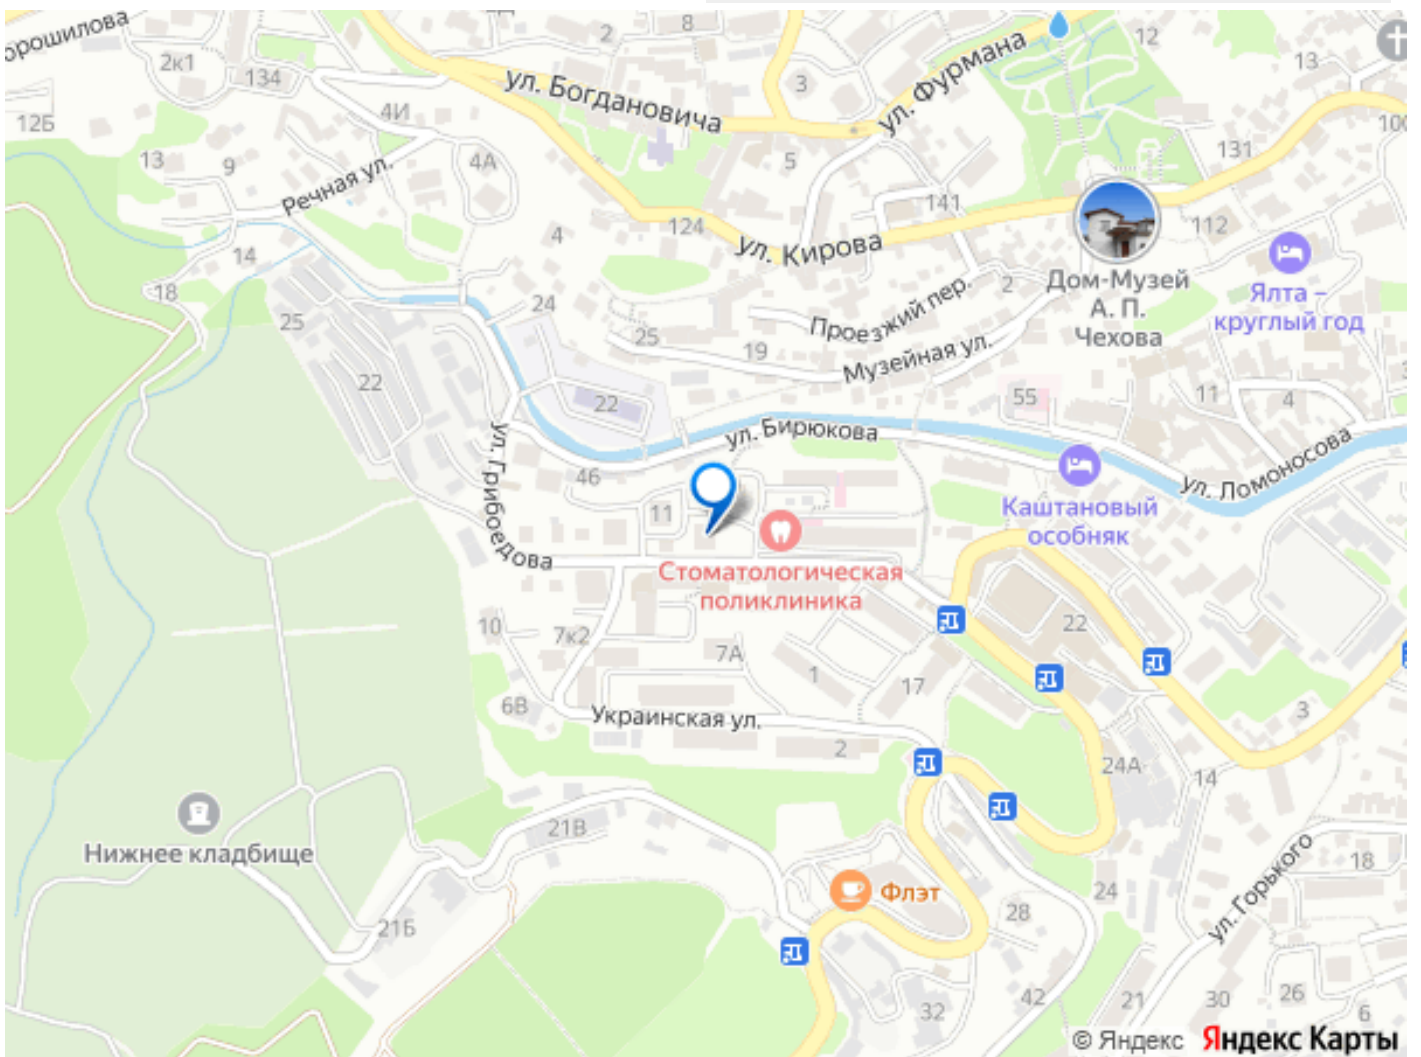 орошилова
2к1
134
12Б
13
9
Речная ул.
4И
4А
2
8
ул. Богдановича
3
5
ул. Фурмана
12
13
100
131
141
112
124
ул. Кирова
4
14
18
25
22
24
25
19
Проезжий пер.
2
Музейная ул.
Дом-Музей
А. П.
Чехова
Ялта –
круглый год
11
4
55
22
ул. Бирюкова
ул. Ломоносова
46
ул. Грибоедова
11
Каштановый
особняк
Стоматологическая
поликлиника
10
7к2
7А
1
17
22
6В
Украинская ул.
2
3
24А
14
Нижнее кладбище
21В
21Б
Флэт
28
24
ул. Горького
18
32
42
21
30
26
6
© Яндекс Яндекс Карты